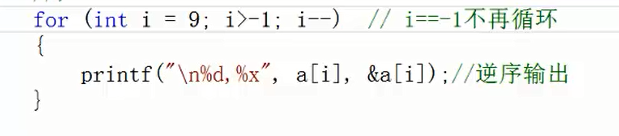 for (int i = 9; i>-1; i--)  // i==-1不再循环
{
    printf("\n%d,%x", a[i], &a[i]);//逆序输出
}